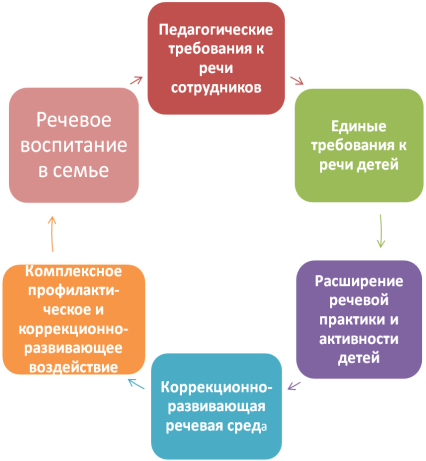 Педагогические
требования к
речи
сотрудников
Единые
требования к
речи детей
Расширение
речевой
практики и
активности
детей
Коррекционно-
развивающая
речевая среда
Комплексное
профилакти-
ческое и
коррекционно-
развивающее
воздействие
Речевое
воспитание
в семье